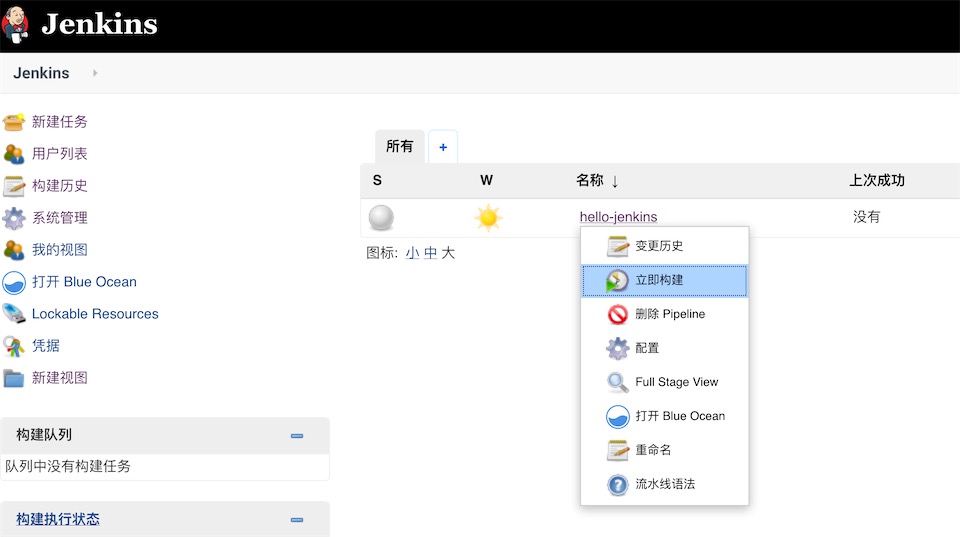 Jenkins
Jenkins
新建任务
用户列表
构建历史
系统管理
我的视图
打开 Blue Ocean
Lockable Resources
凭据
新建视图
构建队列
队列中没有构建任务
构建执行状态
所有 +
S W 名称 ↓ 上次成功
hello-jenkins 没有
图标: 小 中 大
变更历史
立即构建
删除 Pipeline
配置
Full Stage View
打开 Blue Ocean
重命名
流水线语法